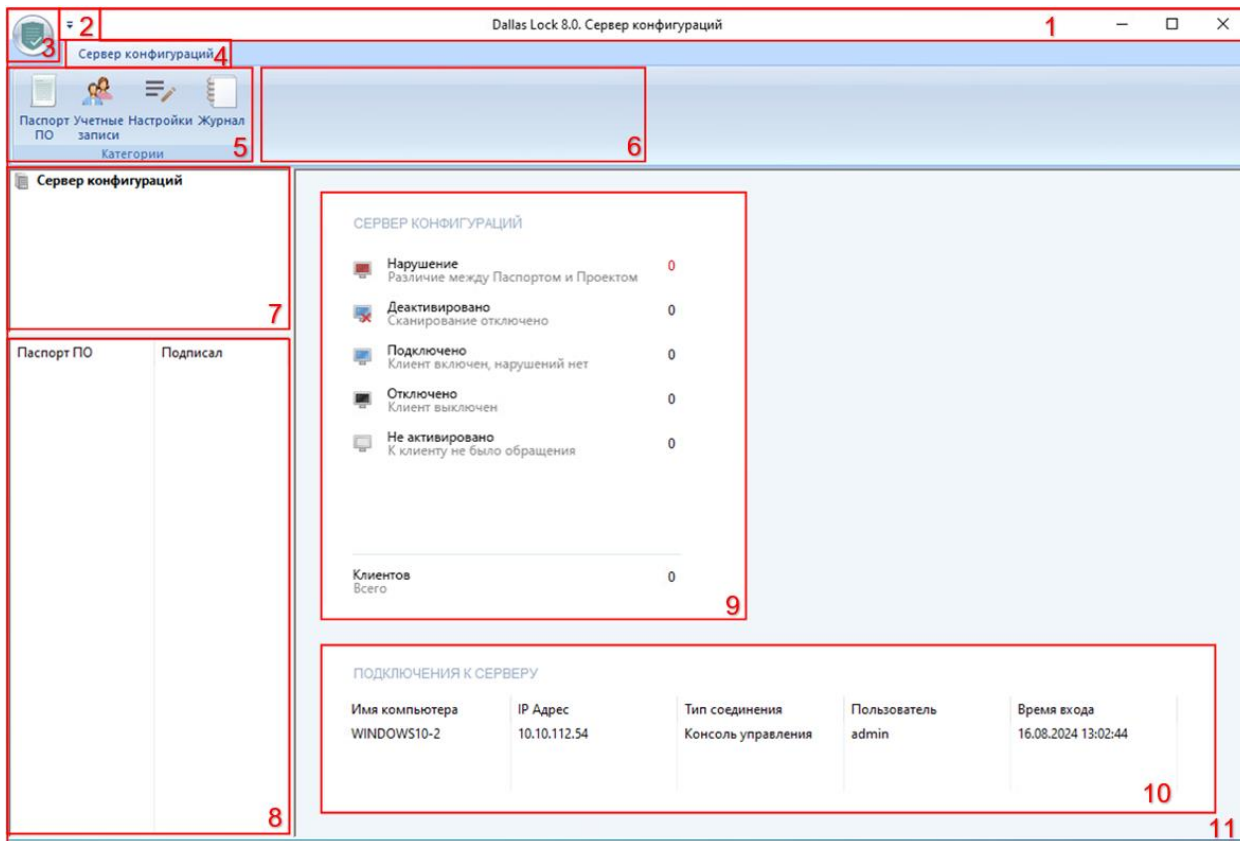 2
Dallas Lock 8.0. Сервер конфигураций
1
3
Сервер конфигураций
4
Паспорт ПО
Учетные записи
Настройки
Журнал
Категории
5
6
Сервер конфигураций
7
Паспорт ПО
Подписал
8
СЕРВЕР КОНФИГУРАЦИЙ
Нарушение 0
Различие между Паспортом и Проектом
Деактивировано 0
Сканирование отключено
Подключено 0
Клиент включен, нарушений нет
Отключено 0
Клиент выключен
Не активировано 0
К клиенту не было обращения
Клиентов 0
Всего
9
ПОДКЛЮЧЕНИЯ К СЕРВЕРУ
Имя компьютера IP Адрес Тип соединения Пользователь Время входа
WINDOWS10-2 10.10.112.54 Консоль управления admin 16.08.2024 13:02:44
10
11